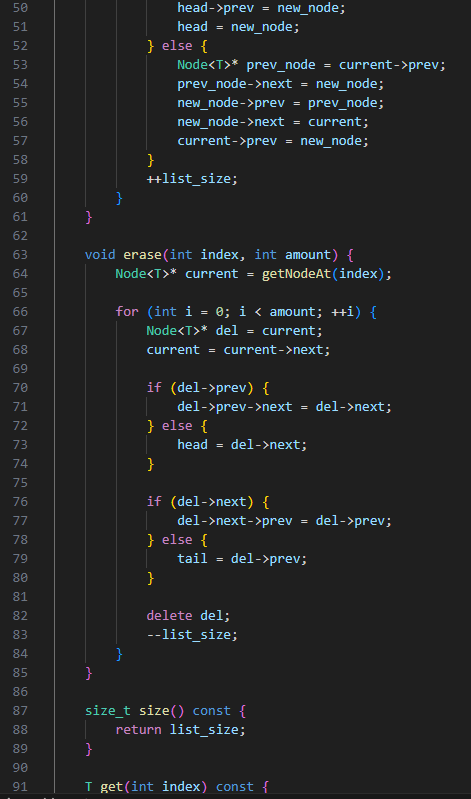 50 head->prev = new_node;
51 head = new_node;
52 } else {
53 Node<T>* prev_node = current->prev;
54 prev_node->next = new_node;
55 new_node->prev = prev_node;
56 new_node->next = current;
57 current->prev = new_node;
58 }
59 ++list_size;
60 }
61 }
62
63 void erase(int index, int amount) {
64 Node<T>* current = getNodeAt(index);
65
66 for (int i = 0; i < amount; ++i) {
67 Node<T>* del = current;
68 current = current->next;
69
70 if (del->prev) {
71 del->prev->next = del->next;
72 } else {
73 head = del->next;
74 }
75
76 if (del->next) {
77 del->next->prev = del->prev;
78 } else {
79 tail = del->prev;
80 }
81
82 delete del;
83 --list_size;
84 }
85 }
86
87 size_t size() const {
88 return list_size;
89 }
90
91 T get(int index) const {